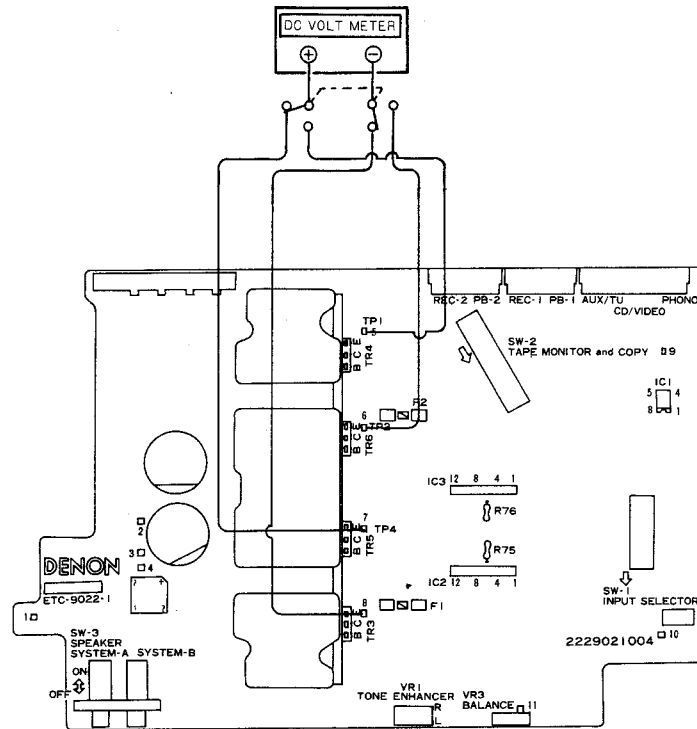 DC VOLT METER
+ −
REC-2 PB-2 REC-1 PB-1 AUX/TU PHONO
CD/VIDEO
TP1
5
SW-2
TAPE MONITOR and COPY
9
B C E
TR4
IC1
5 4
8 1
F2
6
TP2
B C E
TR6
12 8 4 1
IC3
R76
7
TP4
B C E
TR5
R75
IC2
12 8 4 1
2
3
4
DENON
ETC-9022-1
1
8
B C E
TR3
F1
SW-1
INPUT SELECTOR
2229021004
10
SW-3
SPEAKER
SYSTEM-A SYSTEM-B
ON
OFF
VR1
TONE ENHANCER
R
L
VR3
BALANCE
11